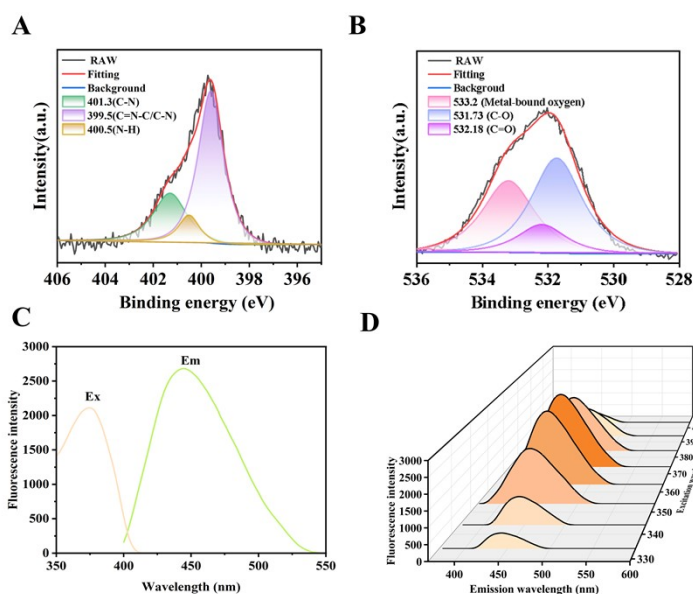 A
RAW
Fitting
Background
401.3(C-N)
399.5(C=N-C/C-N)
400.5(N-H)
Intensity(a.u.)
406 404 402 400 398 396
Binding energy (eV)
B
RAW
Fitting
Backgroud
533.2 (Metal-bound oxygen)
531.73 (C-O)
532.18 (C=O)
Intensity(a.u.)
536 534 532 530 528
Binding energy (eV)
C
3000
2500
2000
1500
1000
500
0
Ex
Em
Fluorescence intensity
350 400 450 500 550
Wavelength (nm)
D
3000
2500
2000
1500
1000
500
0
Fluorescence intensity
400 450 500 550 600
Emission wavelength (nm)
380
370
360
350
340
330
Excitation